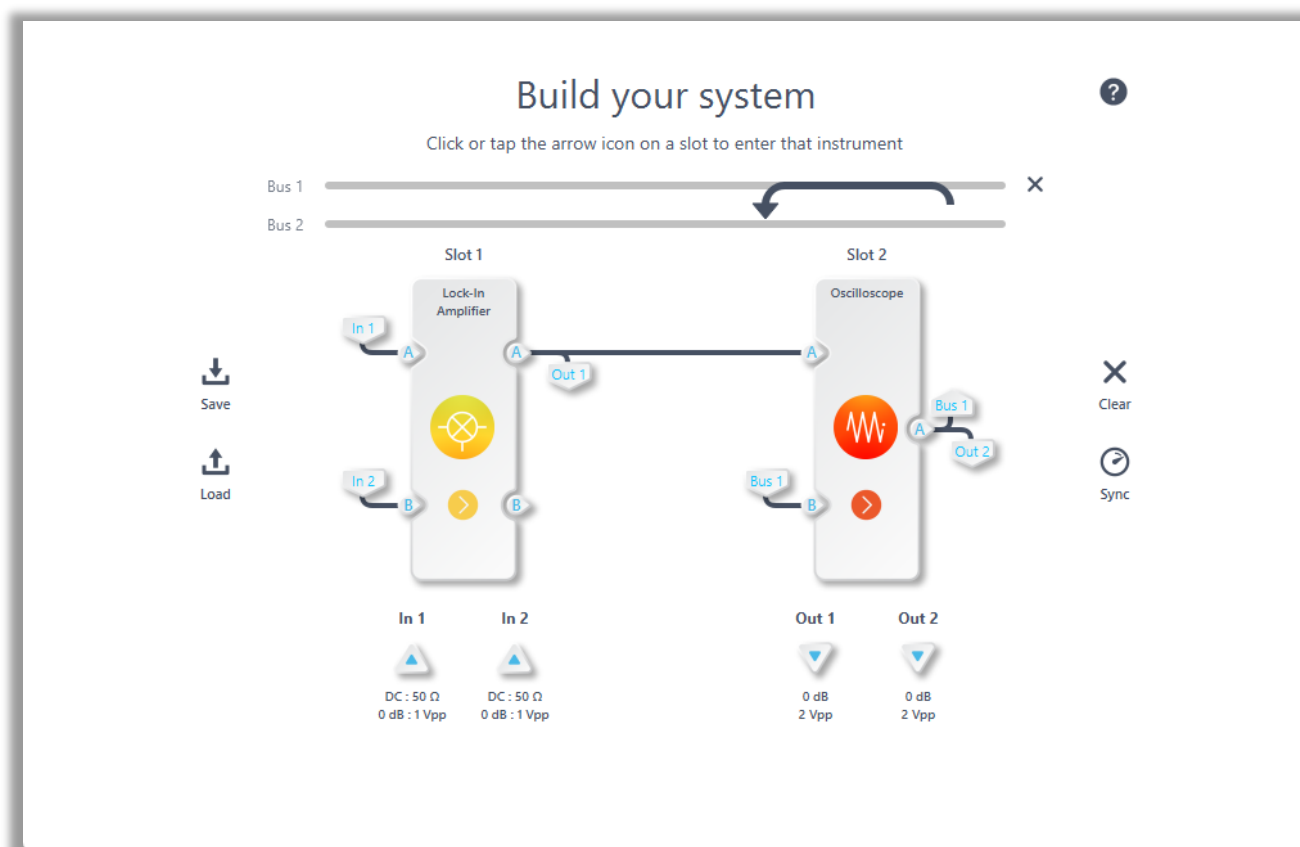 Build your system
?
Click or tap the arrow icon on a slot to enter that instrument
Bus 1
Bus 2
Slot 1
Slot 2
Lock-In
Amplifier
Oscilloscope
In 1
A
A
Out 1
A
Save
Clear
Bus 1
A
Out 2
In 2
B
B
Bus 1
B
Load
Sync
In 1
In 2
Out 1
Out 2
DC : 50 Ω
0 dB : 1 Vpp
DC : 50 Ω
0 dB : 1 Vpp
0 dB
2 Vpp
0 dB
2 Vpp